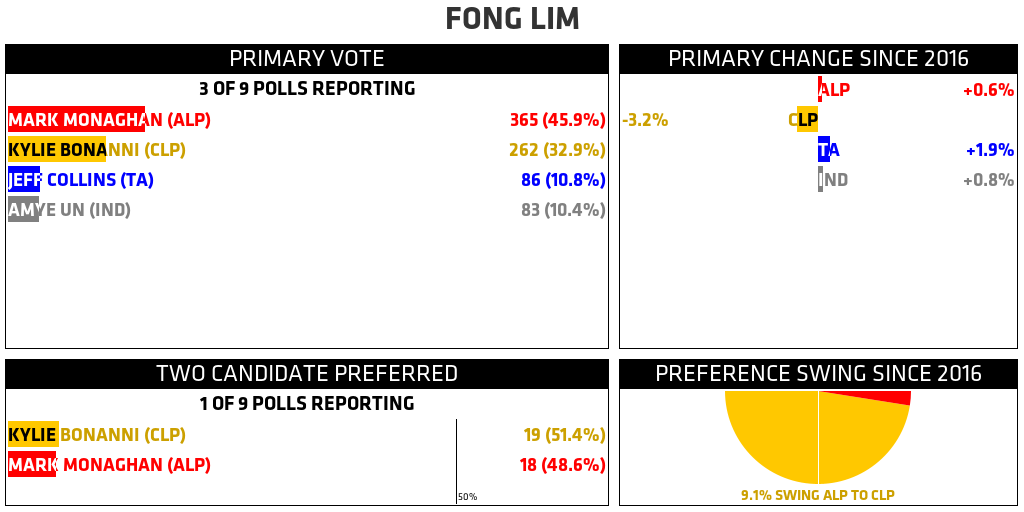 FONG LIM
PRIMARY VOTE
3 OF 9 POLLS REPORTING
MARK MONAGHAN (ALP) 365 (45.9%)
KYLIE BONANNI (CLP) 262 (32.9%)
JEFF COLLINS (TA) 86 (10.8%)
AMYE UN (IND) 83 (10.4%)
PRIMARY CHANGE SINCE 2016
ALP +0.6%
-3.2% CLP
TA +1.9%
IND +0.8%
TWO CANDIDATE PREFERRED
1 OF 9 POLLS REPORTING
KYLIE BONANNI (CLP) 19 (51.4%)
MARK MONAGHAN (ALP) 18 (48.6%)
50%
PREFERENCE SWING SINCE 2016
9.1% SWING ALP TO CLP